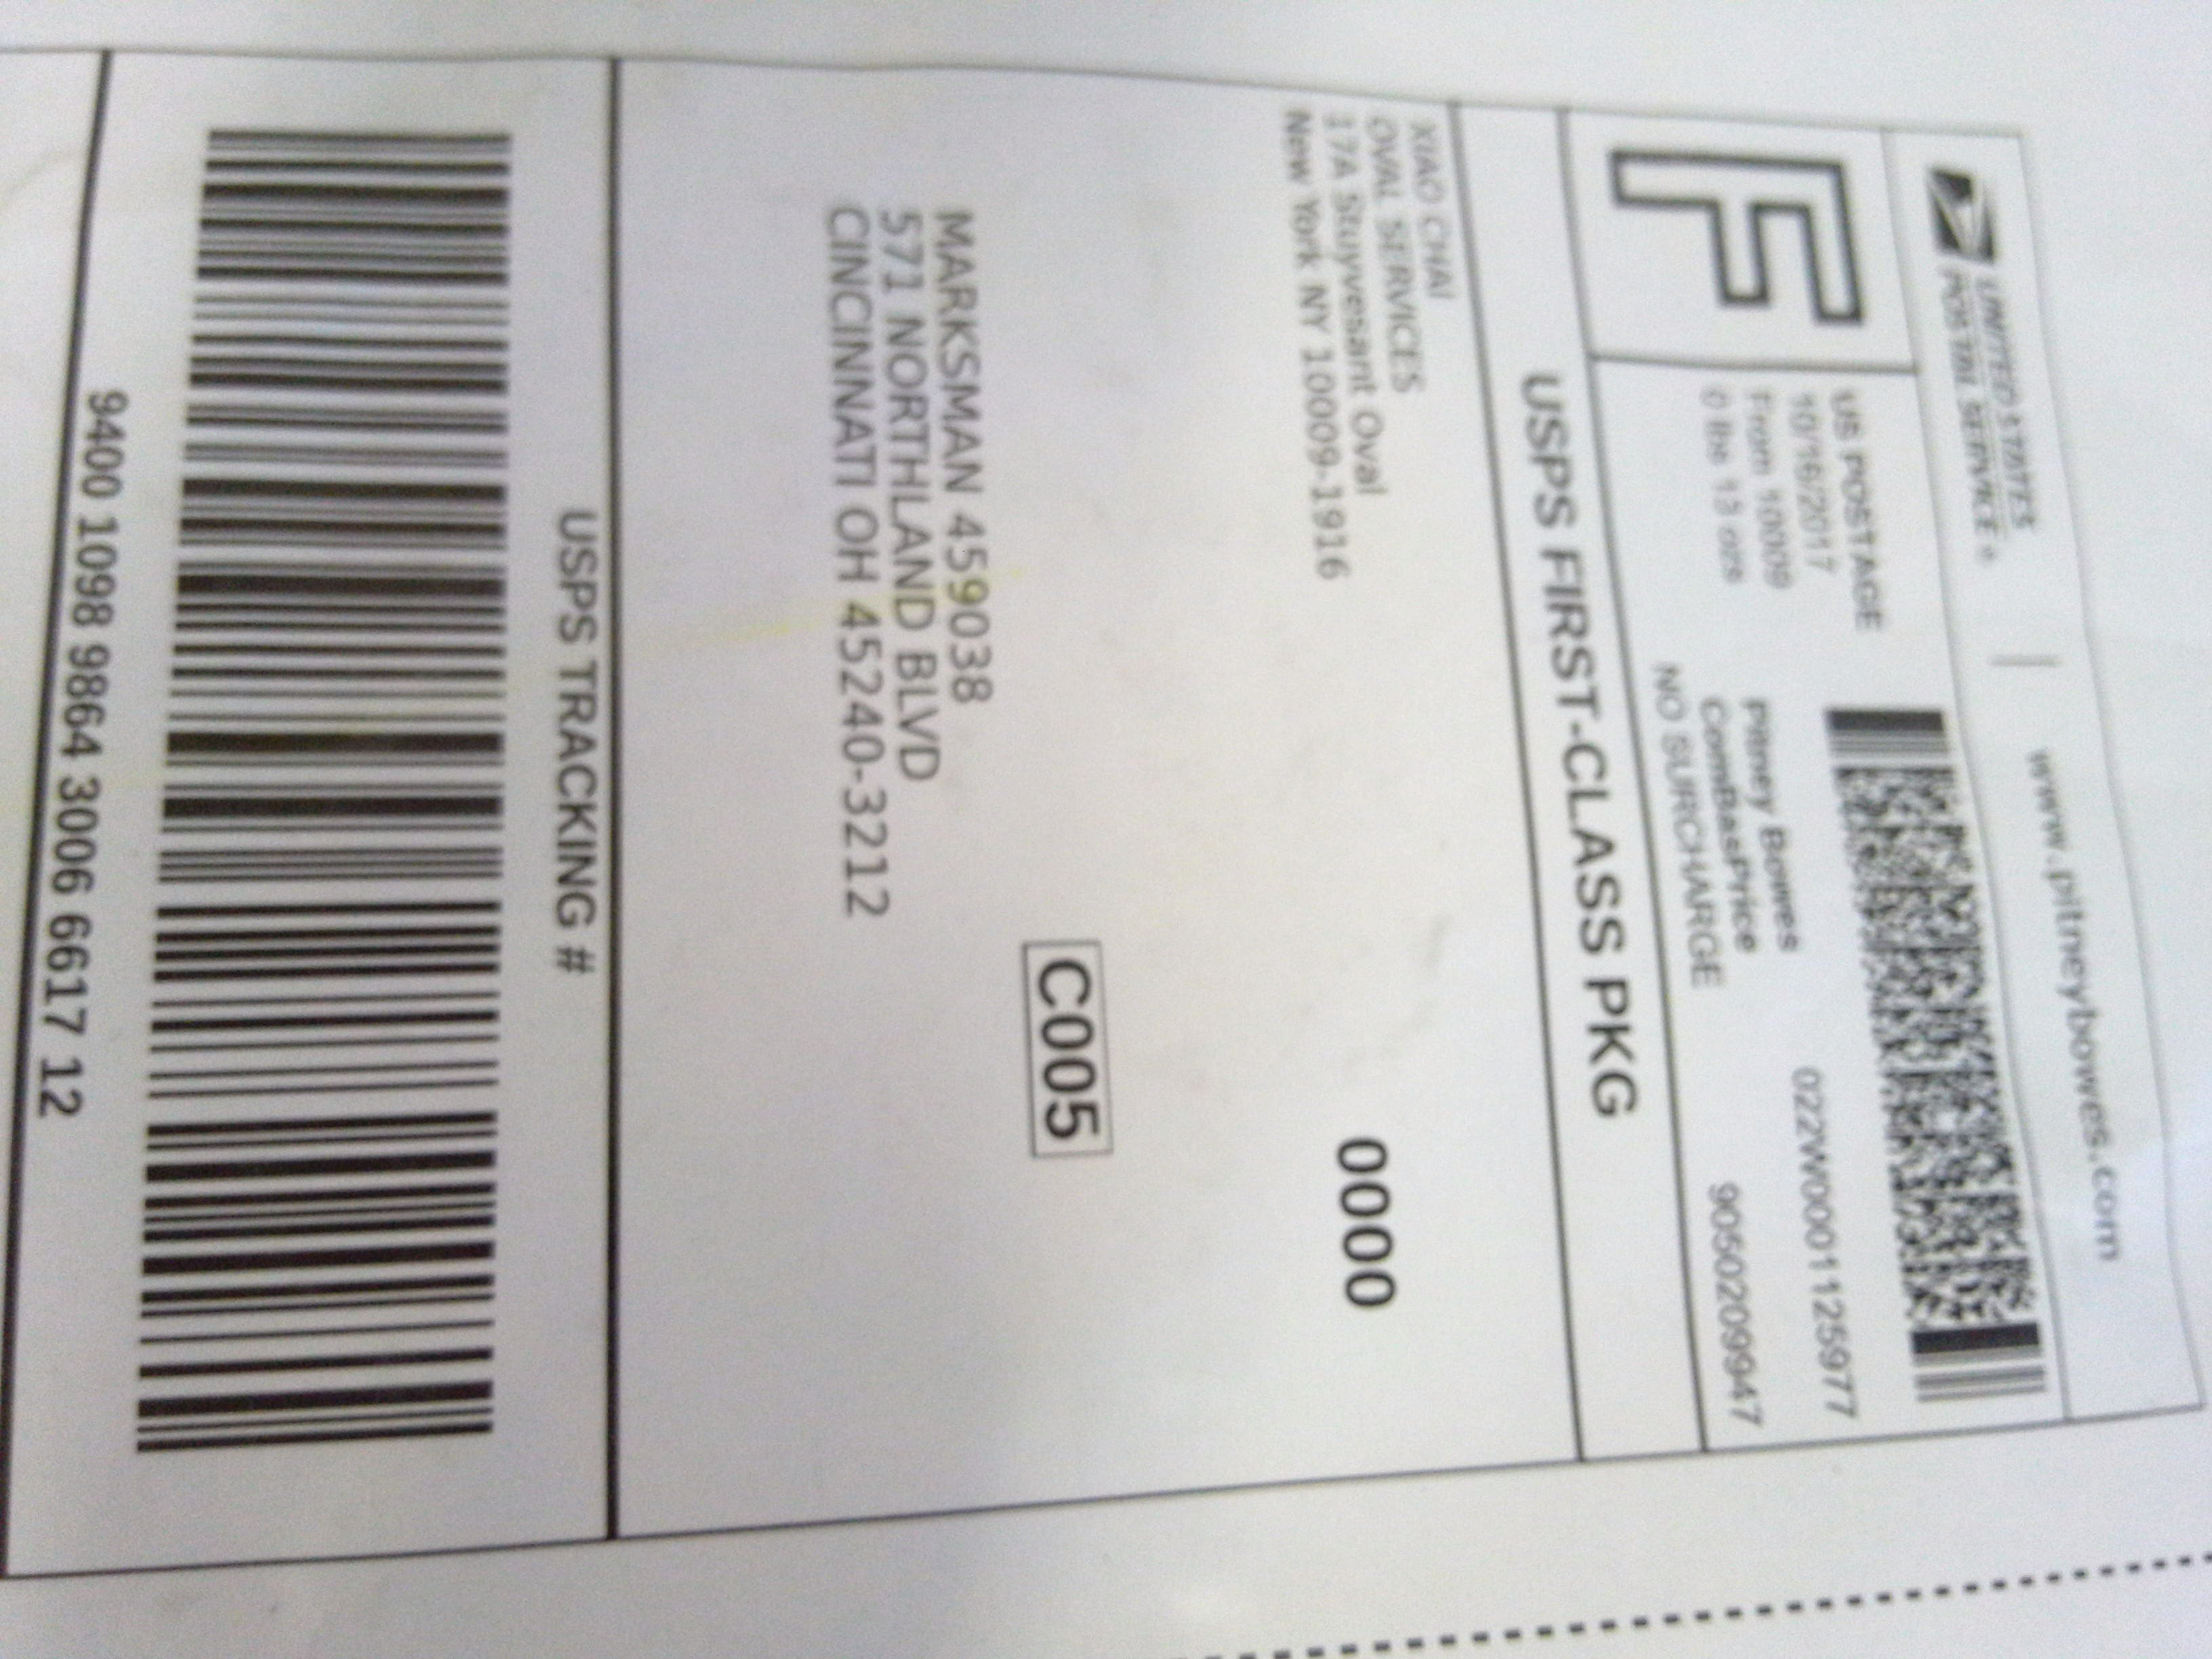 UNITED STATES
POSTAL SERVICE®
|
www.pitneybowes.com
F
US POSTAGE
10/16/2017
From 10009
0 lbs 13 ozs
Pitney Bowes
ComBasPrice
NO SURCHARGE
022W0001125977
9050209947
USPS FIRST-CLASS PKG
XIAO CHAI
OVAL SERVICES
17A Stuyvesant Oval
New York NY 10009-1916
0000
C005
MARKSMAN 459038
571 NORTHLAND BLVD
CINCINNATI OH 45240-3212
USPS TRACKING #
9400 1098 9864 3006 6617 12